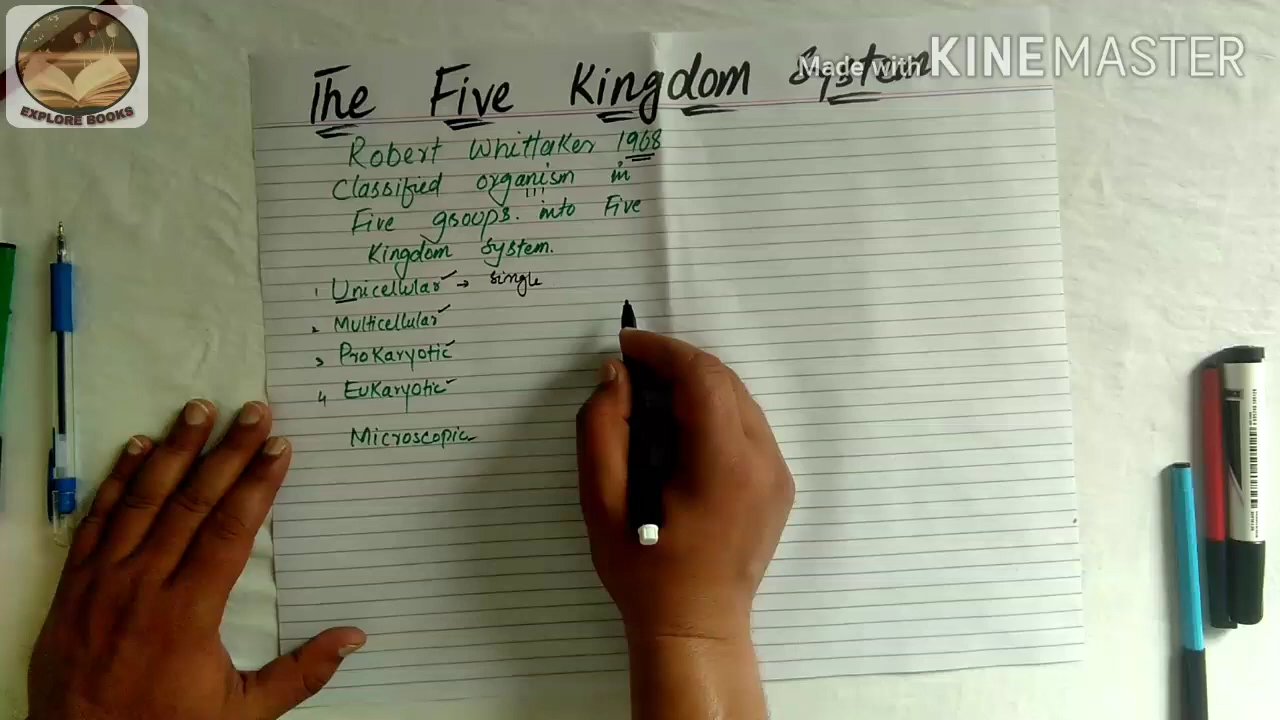 EXPLORE BOOKS
Made with KINEMASTER
The Five Kingdom System
Robert Whittaker 1968
Classified organism in
Five groups. into Five
Kingdom system.
1 Unicellular ✓ → single
2 Multicellular ✓
3 ProKaryotic ✓
4 EuKaryotic ✓
Microscopic